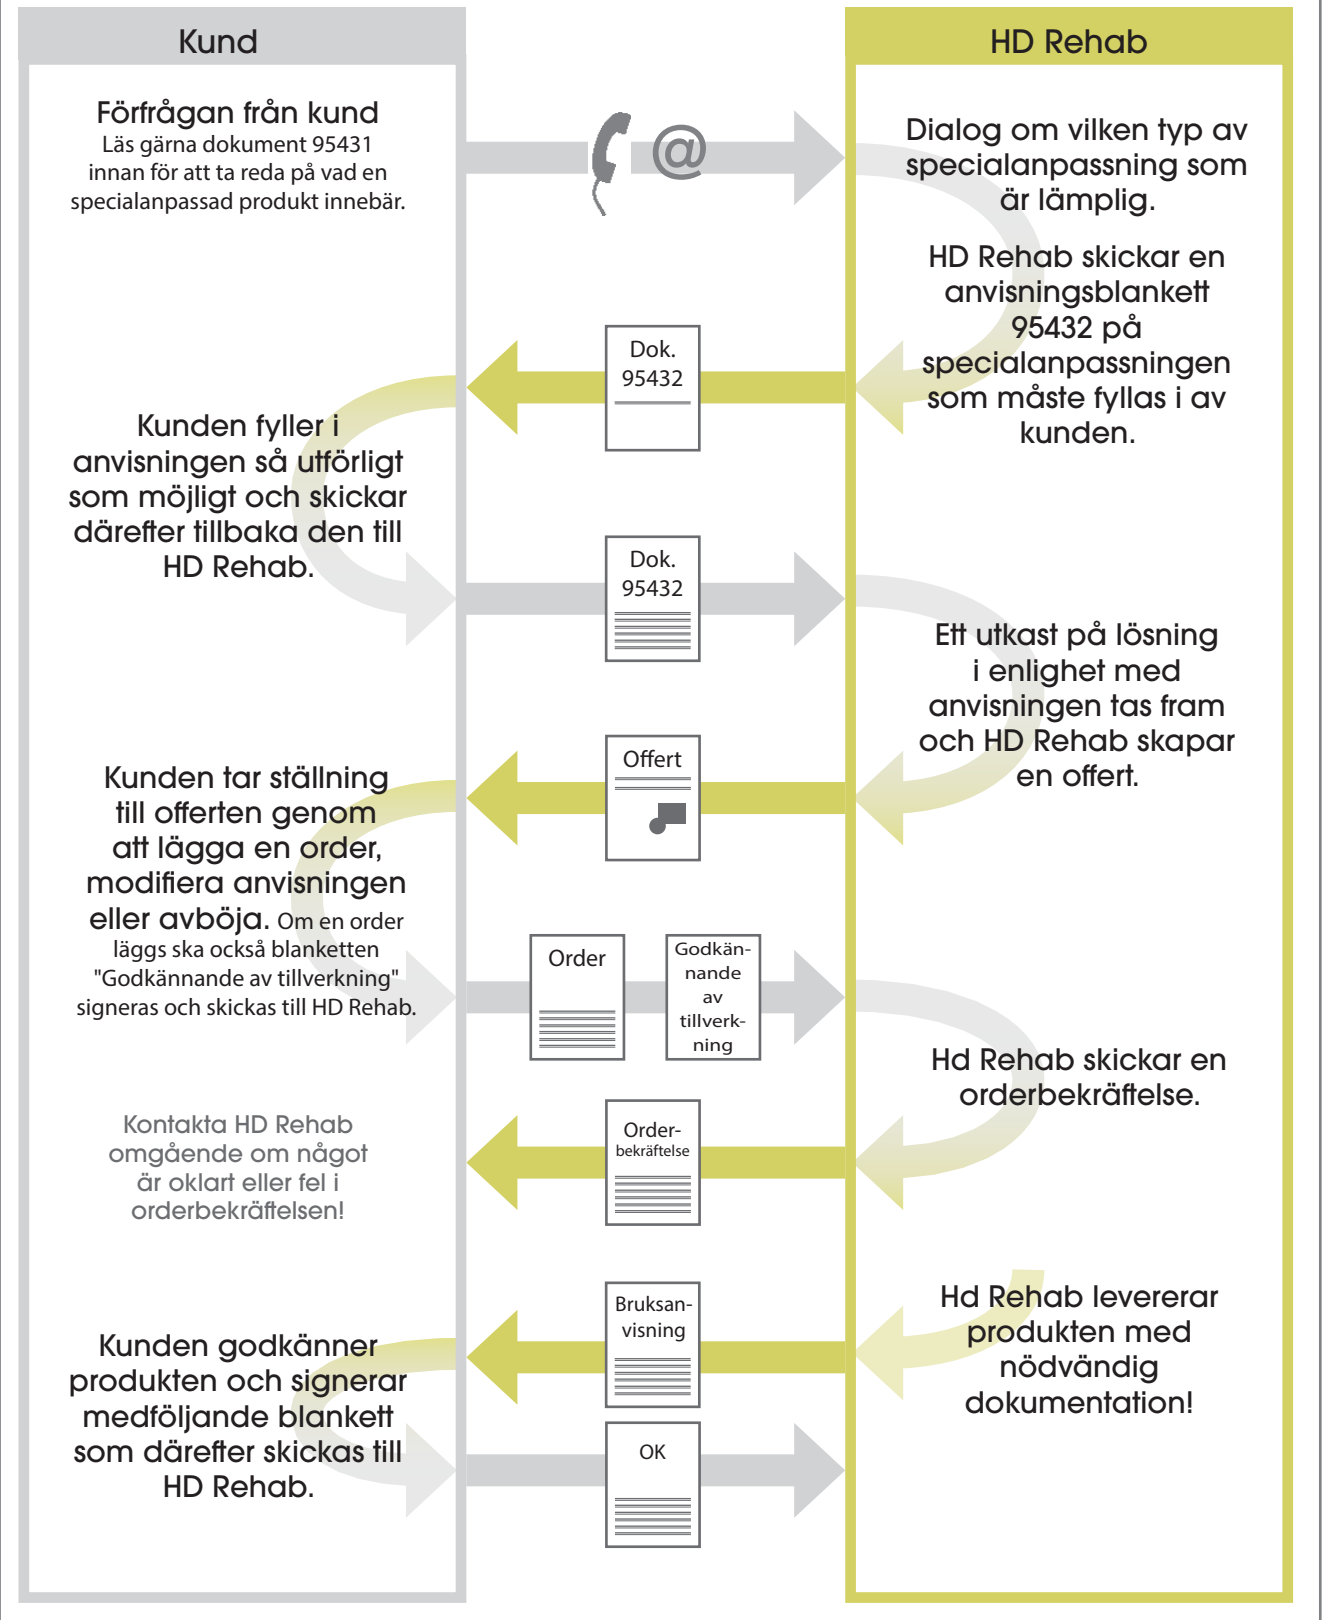 Kund
HD Rehab
Förfrågan från kund
Läs gärna dokument 95431
innan för att ta reda på vad en
specialanpassad produkt innebär.
@
Dialog om vilken typ av
specialanpassning som
är lämplig.
HD Rehab skickar en
anvisningsblankett
95432 på
specialanpassningen
som måste fyllas i av
kunden.
Dok.
95432
Kunden fyller i
anvisningen så utförligt
som möjligt och skickar
därefter tillbaka den till
HD Rehab.
Dok.
95432
Ett utkast på lösning
i enlighet med
anvisningen tas fram
och HD Rehab skapar
en offert.
Offert
Kunden tar ställning
till offerten genom
att lägga en order,
modifiera anvisningen
eller avböja. Om en order
läggs ska också blanketten
"Godkännande av tillverkning"
signeras och skickas till HD Rehab.
Order
Godkän-
nande
av
tillverk-
ning
Hd Rehab skickar en
orderbekräftelse.
Order-
bekräftelse
Kontakta HD Rehab
omgående om något
är oklart eller fel i
orderbekräftelsen!
Hd Rehab levererar
produkten med
nödvändig
dokumentation!
Bruksan-
visning
Kunden godkänner
produkten och signerar
medföljande blankett
som därefter skickas till
HD Rehab.
OK